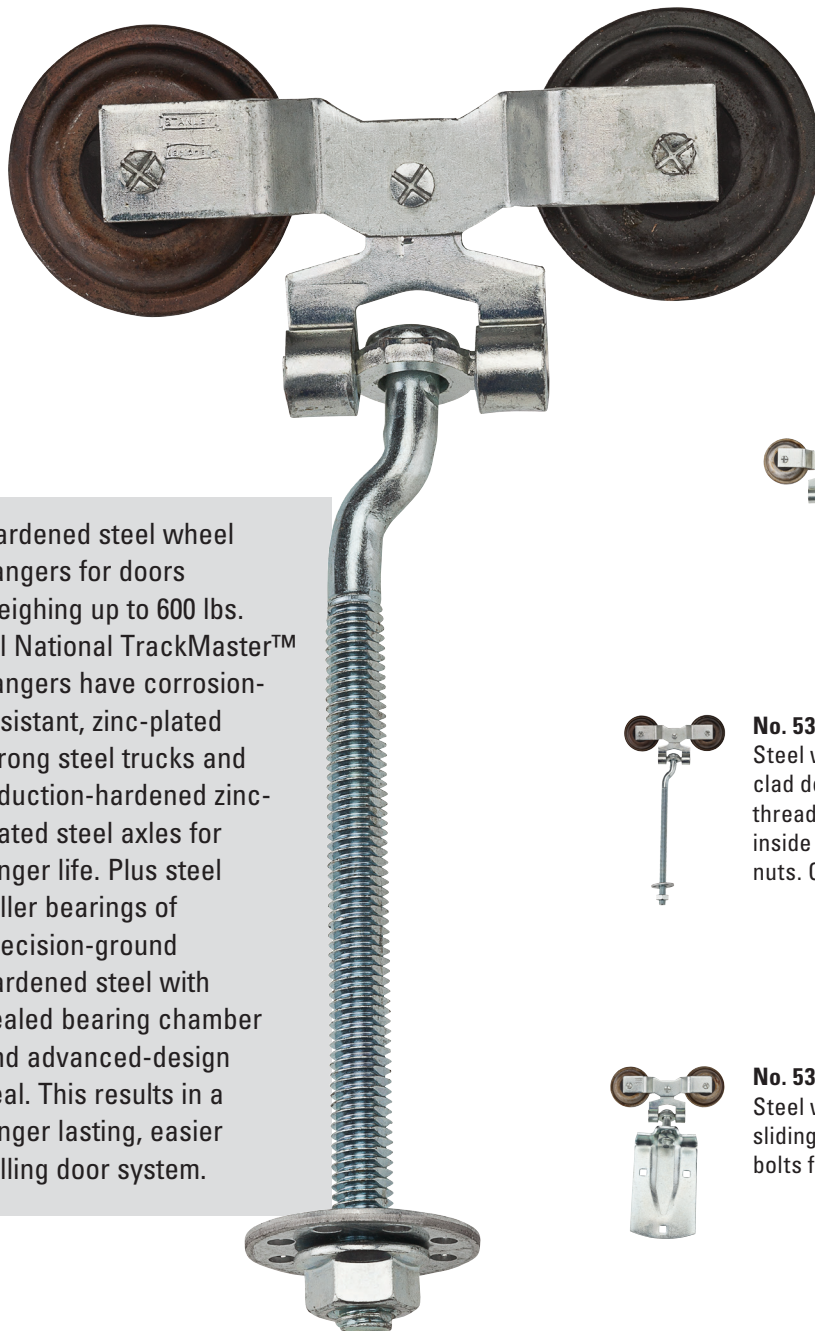 ardened steel wheel
angers for doors
eighing up to 600 lbs.
l National TrackMaster™
angers have corrosion-
sistant, zinc-plated
rong steel trucks and
duction-hardened zinc-
ated steel axles for
nger life. Plus steel
ller bearings of
ecision-ground
ardened steel with
ealed bearing chamber
nd advanced-design
eal. This results in a
nger lasting, easier
lling door system.
STANLEY
No. 53
Steel w
clad do
thread
inside
nuts. C
No. 53
Steel w
sliding
bolts f